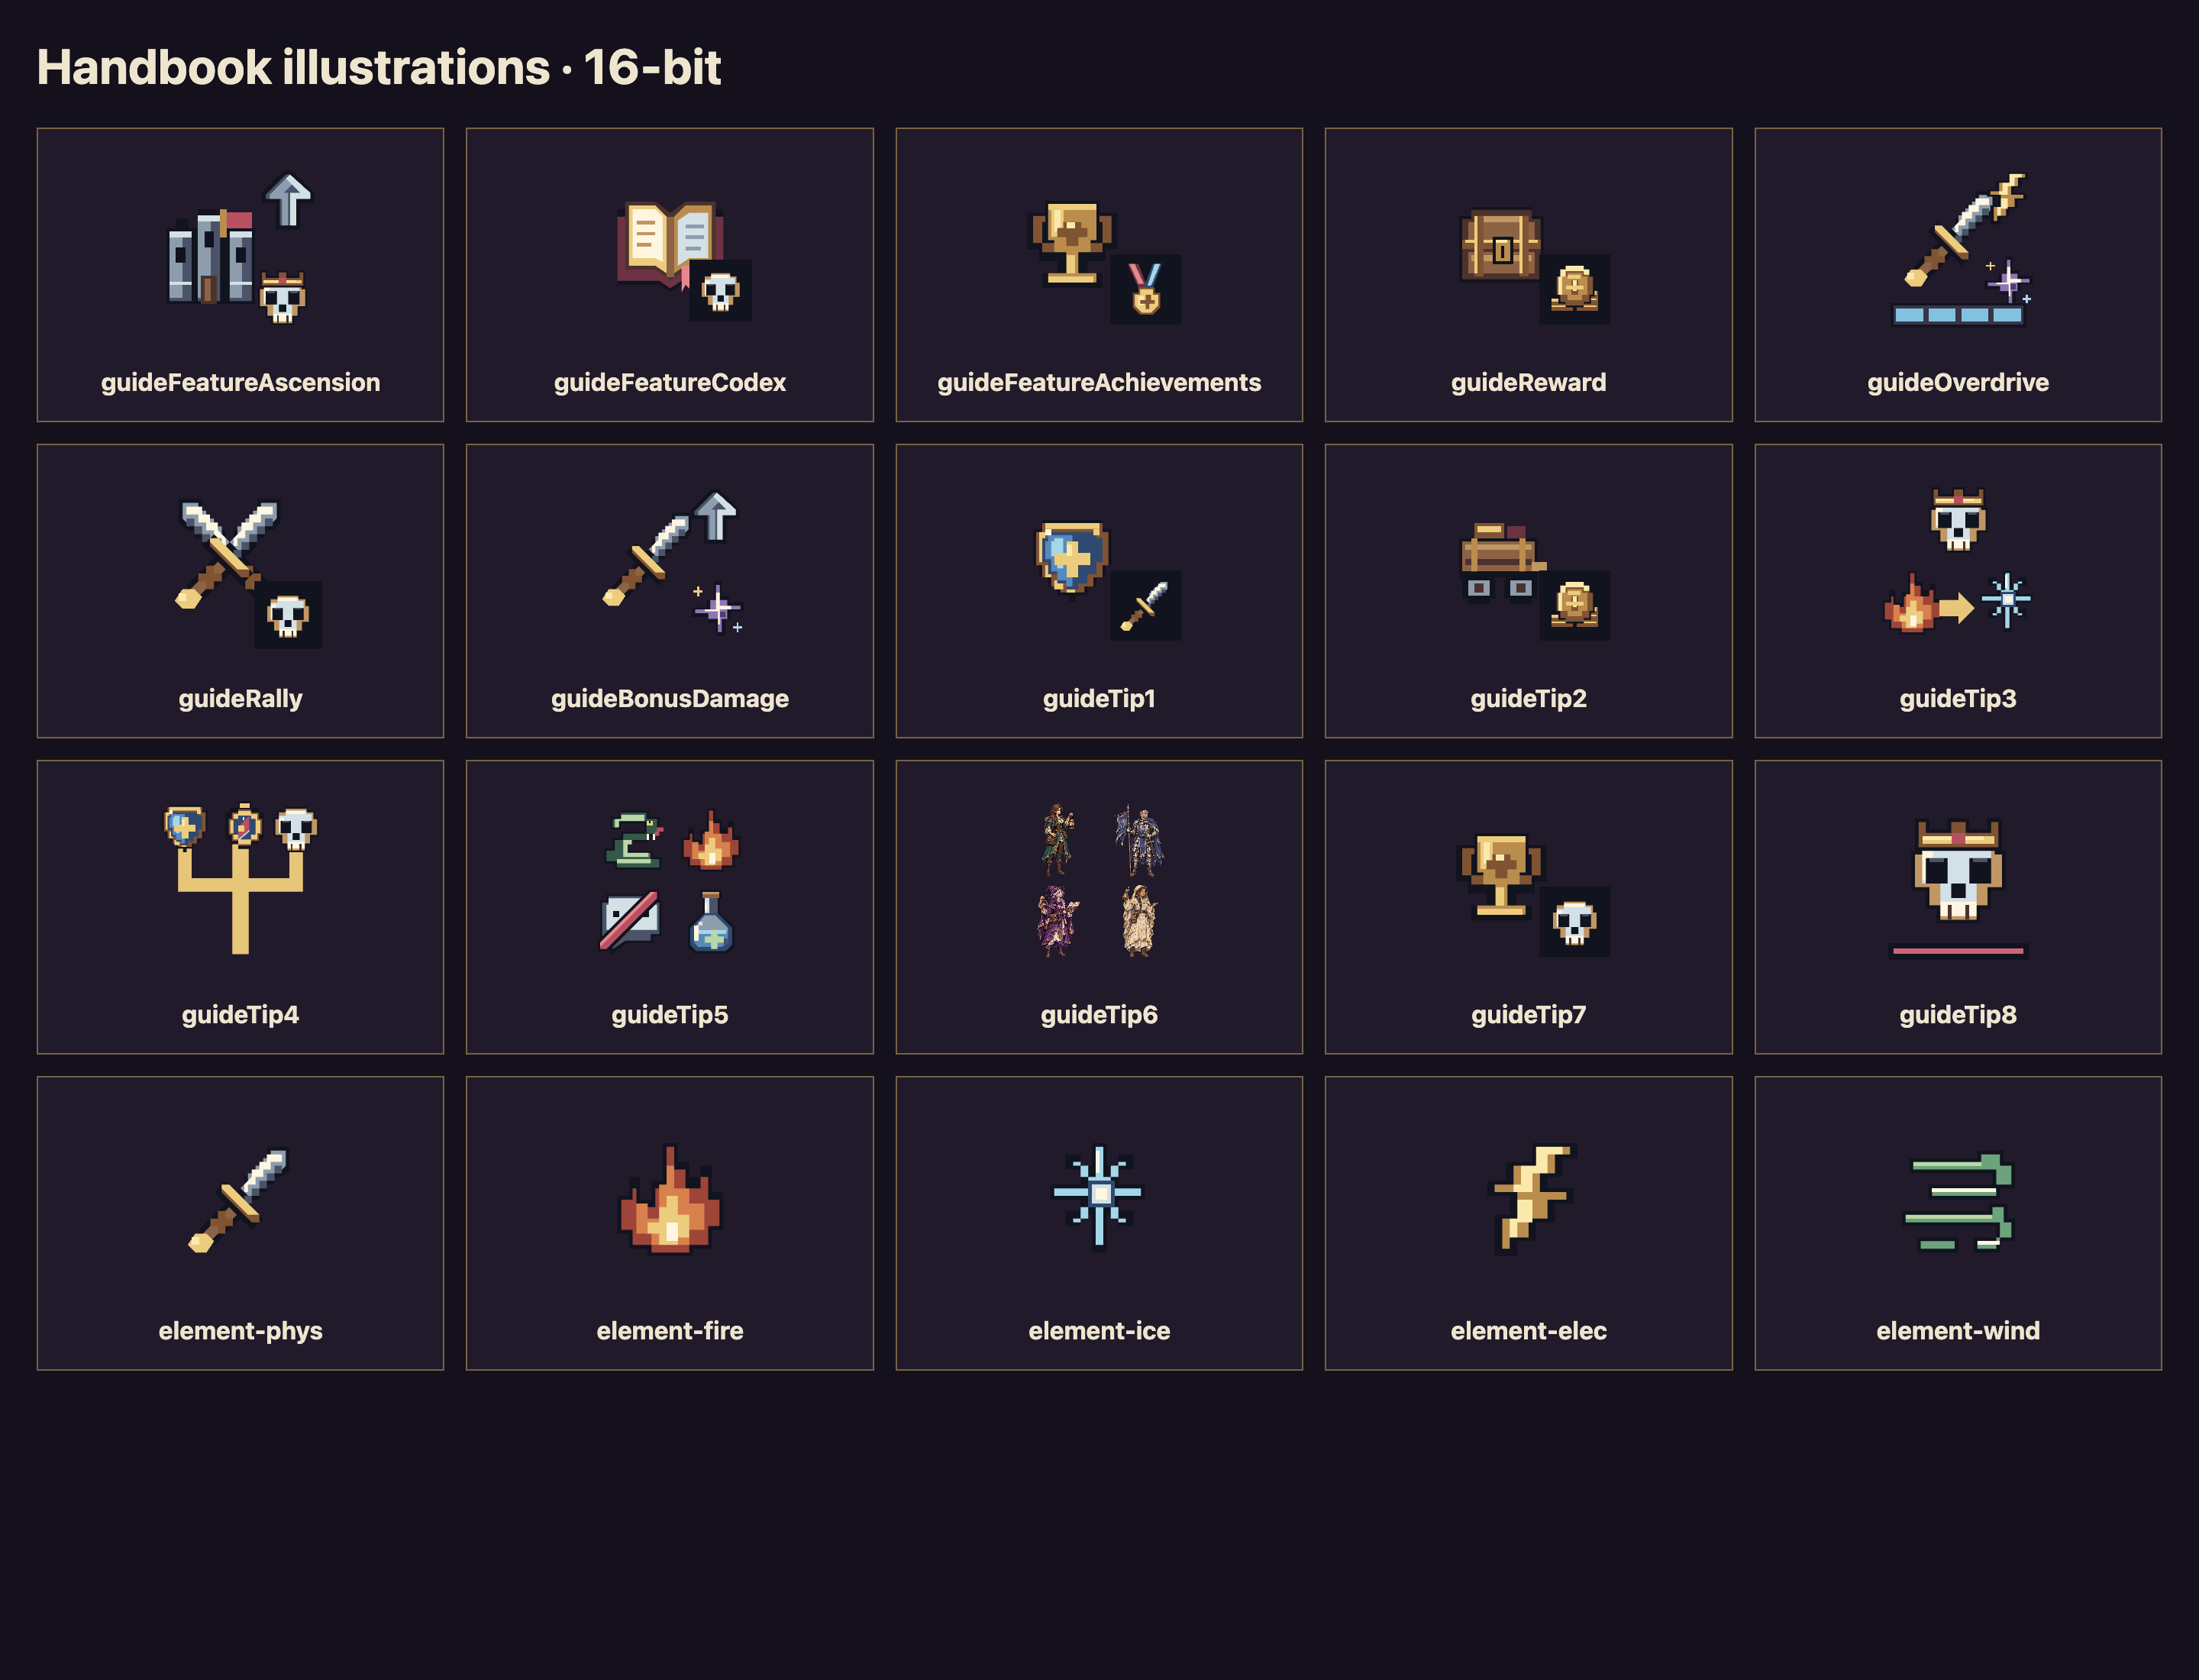 Handbook illustrations · 16-bit
guideFeatureAscension
guideFeatureCodex
guideFeatureAchievements
guideReward
guideOverdrive
guideRally
guideBonusDamage
guideTip1
guideTip2
guideTip3
guideTip4
guideTip5
guideTip6
guideTip7
guideTip8
element-phys
element-fire
element-ice
element-elec
element-wind